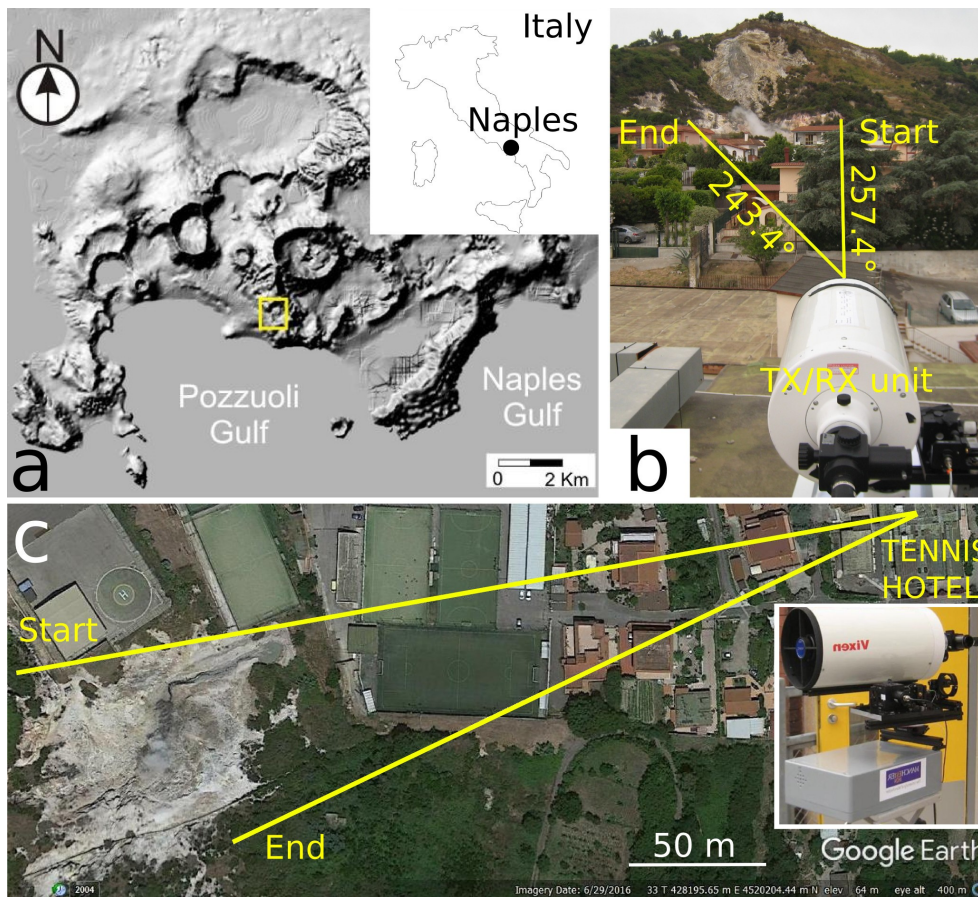 N
Italy
Naples
Pozzuoli
Gulf
Naples
Gulf
0 2 Km
a
End
Start
243.4°
257.4°
TX/RX unit
b
c
Start
H
End
TENNIS
HOTEL
Vixen
50 m
Google Earth
2004
Imagery Date: 6/29/2016 33 T 428195.65 m E 4520204.44 m N elev 64 m eye alt 400 m